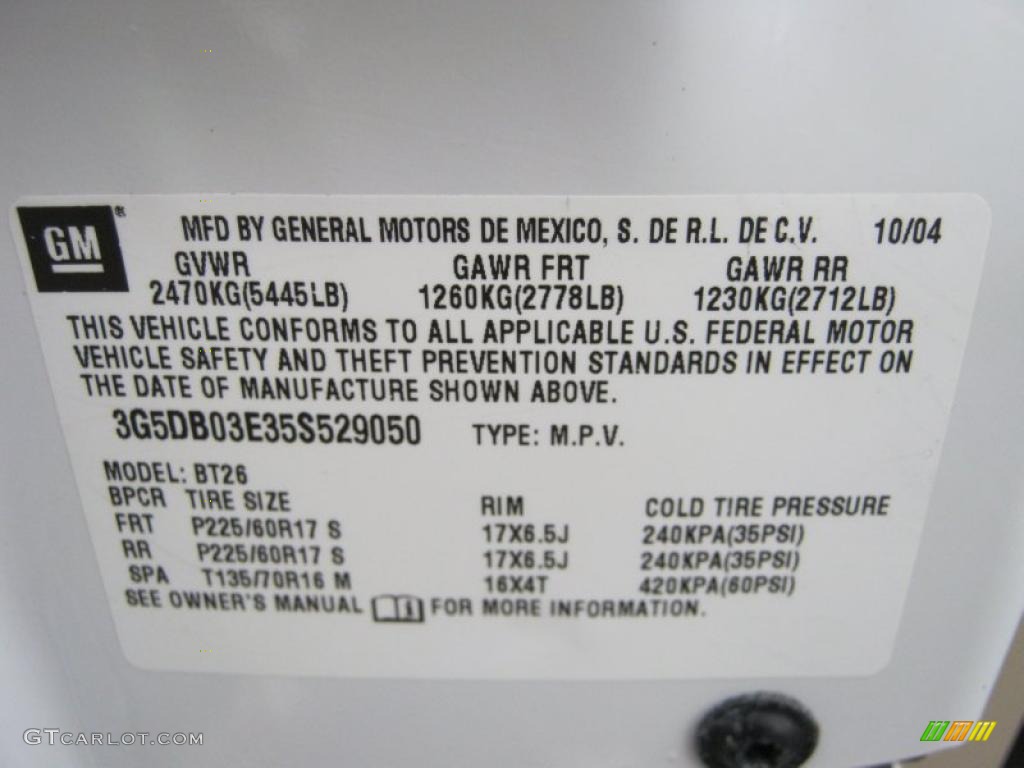 GM®
MFD BY GENERAL MOTORS DE MEXICO, S. DE R.L. DE C.V. 10/04
GVWR GAWR FRT GAWR RR
2470KG(5445LB) 1260KG(2778LB) 1230KG(2712LB)
THIS VEHICLE CONFORMS TO ALL APPLICABLE U.S. FEDERAL MOTOR
VEHICLE SAFETY AND THEFT PREVENTION STANDARDS IN EFFECT ON
THE DATE OF MANUFACTURE SHOWN ABOVE.
3G5DB03E35S529050 TYPE: M.P.V.
MODEL: BT26
BPCR TIRE SIZE RIM COLD TIRE PRESSURE
FRT P225/60R17 S 17X6.5J 240KPA(35PSI)
RR P225/60R17 S 17X6.5J 240KPA(35PSI)
SPA T135/70R16 M 16X4T 420KPA(60PSI)
SEE OWNER'S MANUAL FOR MORE INFORMATION.
GTCARLOT.COM